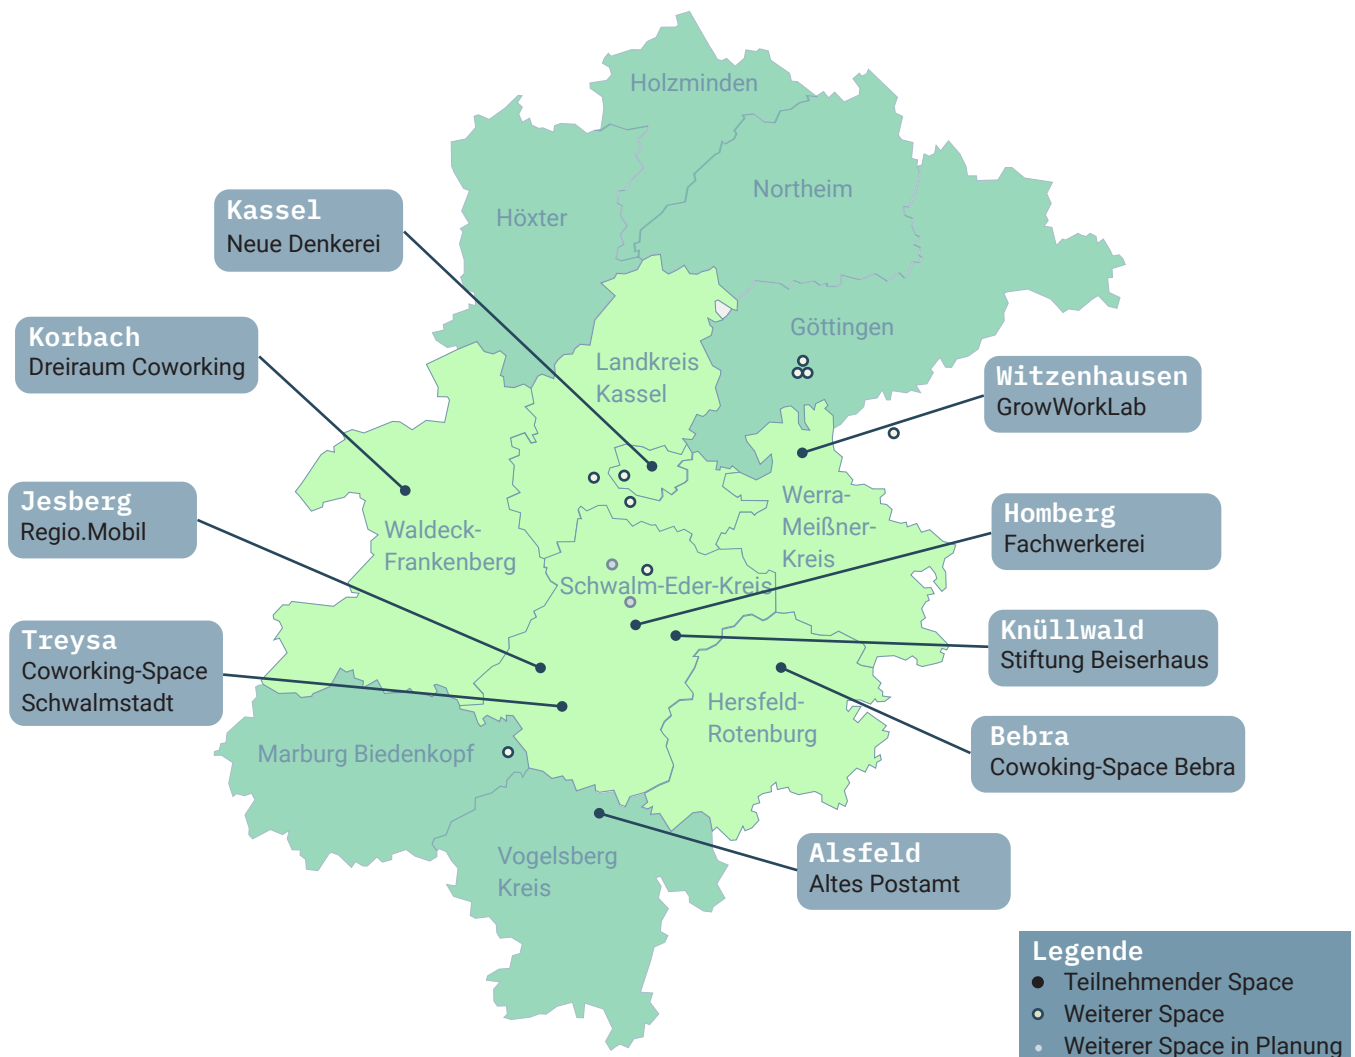 Holzminden
Northeim
Höxter
Kassel
Neue Denkerei
Göttingen
Korbach
Dreiraum Coworking
Landkreis
Kassel
Witzenhausen
GrowWorkLab
Jesberg
Regio.Mobil
Waldeck-
Frankenberg
Werra-
Meißner-
Kreis
Homberg
Fachwerkerei
Schwalm-Eder-Kreis
Treysa
Coworking-Space
Schwalmstadt
Knüllwald
Stiftung Beiserhaus
Hersfeld-
Rotenburg
Bebra
Cowoking-Space Bebra
Marburg Biedenkopf
Vogelsberg
Kreis
Alsfeld
Altes Postamt
Legende
Teilnehmender Space
Weiterer Space
Weiterer Space in Planung